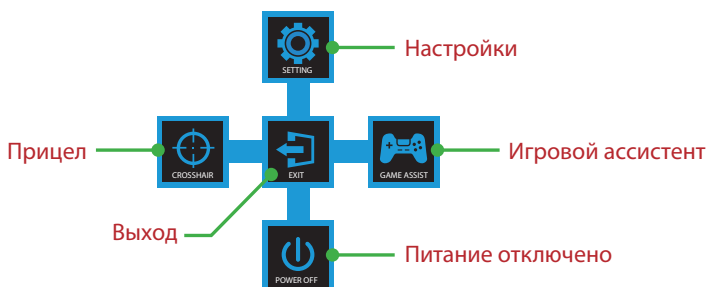 SETTING
Настройки
Прицел
CROSSHAIR
EXIT
GAME ASSIST
Игровой ассистент
Выход
POWER OFF
Питание отключено